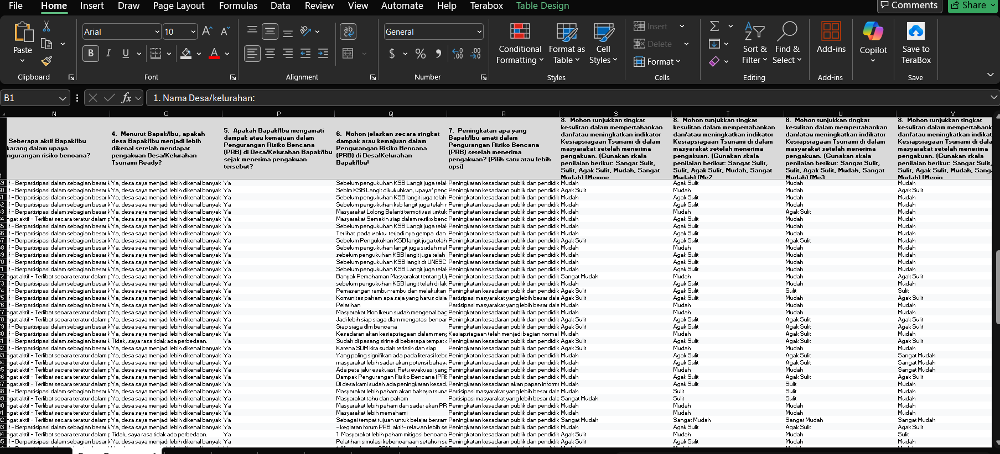 File Home Insert Draw Page Layout Formulas Data Review View Automate Help Terabox Table Design Comments Share
Paste
Clipboard
Arial 10
B I U
Font
Alignment
General
$ % 9
Number
Conditional Formatting
Format as Table
Cell Styles
Styles
Insert
Delete
Format
Cells
Sort & Filter
Find & Select
Editing
Add-ins
Add-ins
Copilot
Save to TeraBox
Save
B1 fx 1. Nama Desa/kelurahan:
N O P Q R S T U V
Seberapa aktif Bapak/Ibu
karang dalam upaya
ngurangan risiko bencana?
4. Menurut Bapak/Ibu, apakah
desa Bapak/Ibu menjadi lebih
dikenal setelah mendapat
pengakuan Desa/Kelurahan
Tsunami Ready?
5. Apakah Bapak/Ibu mengamati
dampak atau kemajuan dalam
Pengurangan Risiko Bencana
(PRB) di Desa/Kelurahan Bapak/Ibu
sejak menerima pengakuan
tersebut?
6. Mohon jelaskan secara singkat
dampak atau kemajuan dalam
Pengurangan Risiko Bencana
(PRB) di Desa/Kelurahan
Bapak/Ibu!
7. Peningkatan apa yang
Bapak/Ibu amati dalam
Pengurangan Risiko Bencana
(PRB) setelah menerima
pengakuan? (Pilih satu atau lebih
opsi)
8. Mohon tunjukkan tingkat
kesulitan dalam mempertahankan
dan/atau meningkatkan indikator
Kesiapsiagaan Tsunami di dalam
masyarakat setelah menerima
pengakuan. (Gunakan skala
penilaian berikut: Sangat Sulit,
Sulit, Agak Sulit, Mudah, Sangat
Mudah) [Mempe
8. Mohon tunjukkan tingkat
kesulitan dalam mempertahankan
dan/atau meningkatkan indikator
Kesiapsiagaan Tsunami di dalam
masyarakat setelah menerima
pengakuan. (Gunakan skala
penilaian berikut: Sangat Sulit,
Sulit, Agak Sulit, Mudah, Sangat
Mudah) [Me2
8. Mohon tunjukkan tingkat
kesulitan dalam mempertahankan
dan/atau meningkatkan indikator
Kesiapsiagaan Tsunami di dalam
masyarakat setelah menerima
pengakuan. (Gunakan skala
penilaian berikut: Sangat Sulit,
Sulit, Agak Sulit, Mudah, Sangat
Mudah) [Me3
8. Mohon tunjukkan tingkat
kesulitan dalam mempertahank
dan/atau meningkatkan indikat
Kesiapsiagaan Tsunami di dala
masyarakat setelah menerima
pengakuan. (Gunakan skala
penilaian berikut: Sangat Sulit,
Sulit, Agak Sulit, Mudah, Sang
Mudah) [Menin
if - Berpartisipasi dalam sebagian besar k Ya, desa saya menjadi lebih dikenal banyak Ya Sebelum pengukuhan KSB Langit juga telah Peningkatan kesadaran publik dan pendidik Mudah Agak Sulit Mudah Mudah
if - Berpartisipasi dalam sebagian besar k Ya, desa saya menjadi lebih dikenal banyak Ya Seblm KSB Langit dikukuhkan, upaya² peng Peningkatan kesadaran publik dan pendidik Agak Sulit Mudah Mudah Agak Sulit
if - Berpartisipasi dalam sebagian besar k Ya, desa saya menjadi lebih dikenal banyak Ya Sebelum pengukuhan KSB langit juga telah Peningkatan kesadaran publik dan pendidik Mudah Agak Sulit Mudah Mudah
if - Berpartisipasi dalam sebagian besar k Ya, desa saya menjadi lebih dikenal banyak Ya Sebelum pengukuhan ksb langit juga telah r Peningkatan kesadaran publik dan pendidik Mudah Agak Sulit Mudah Mudah
if - Berpartisipasi dalam sebagian besar k Ya, desa saya menjadi lebih dikenal banyak Ya Masyarakat Lolong Belanti termotivasi untuk Peningkatan kesadaran publik dan pendidik Mudah Mudah Agak Sulit Mudah
ngat aktif - Terlibat secara teratur dalam p Ya, desa saya menjadi lebih dikenal banyak Ya Masyarakat Semakin siap dalam resiko benc Peningkatan kesadaran publik dan pendidik Mudah Agak Sulit Mudah Mudah
if - Berpartisipasi dalam sebagian besar k Ya, desa saya menjadi lebih dikenal banyak Ya Sebelum pengukuhan KSB Langit juga telah Peningkatan kesadaran publik dan pendidik Mudah Agak Sulit Mudah Mudah
if - Berpartisipasi dalam sebagian besar k Ya, desa saya menjadi lebih dikenal banyak Ya Terlihat pada waktu terjadi nya gempa dan Peningkatan kesadaran publik dan pendidik Mudah Agak Sulit Mudah Mudah
if - Berpartisipasi dalam sebagian besar k Ya, desa saya menjadi lebih dikenal banyak Ya Sebelum Pengukuhan KSB langit juga telah Peningkatan kesadaran publik dan pendidik Agak Sulit Agak Sulit Agak Sulit Mudah
if - Berpartisipasi dalam sebagian besar k Ya, desa saya menjadi lebih dikenal banyak Ya Sebelum pengukuhan langit juga sudah mel Peningkatan kesadaran publik dan pendidik Mudah Mudah Mudah Mudah
if - Berpartisipasi dalam sebagian besar k Ya, desa saya menjadi lebih dikenal banyak Ya sebelum pengukuhan KSB langit juga telah Peningkatan kesadaran publik dan pendidik Mudah Agak Sulit Mudah Mudah
if - Berpartisipasi dalam sebagian besar k Ya, desa saya menjadi lebih dikenal banyak Ya Sebelum pengukuhan KSB langit dr UNESC Peningkatan kesadaran publik dan pendidik Mudah Agak Sulit Mudah Mudah
if - Berpartisipasi dalam sebagian besar k Ya, desa saya menjadi lebih dikenal banyak Ya Sebelum pengukuhan KSB Langit juga telah Peningkatan kesadaran publik dan pendidik Mudah Agak Sulit Mudah Mudah
ngat aktif - Terlibat secara teratur dalam p Ya, desa saya menjadi lebih dikenal banyak Ya Banyak Pemahaman Masyarakat tentang Up Peningkatan kesadaran publik dan pendidik Sangat Mudah Mudah Mudah Agak Sulit
if - Berpartisipasi dalam sebagian besar k Ya, desa saya menjadi lebih dikenal banyak Ya sebelum pengukuhan KSB langit telah di lak Peningkatan kesadaran publik dan pendidik Mudah Agak Sulit Mudah Mudah
if - Berpartisipasi dalam sebagian besar k Ya, desa saya menjadi lebih dikenal banyak Ya Pemasangan rambu-rambu dan melakukan Peningkatan kesadaran publik dan pendidik Agak Sulit Agak Sulit Sulit Sulit
if - Berpartisipasi dalam sebagian besar k Ya, desa saya menjadi lebih dikenal banyak Ya Komunitas paham apa saja yang harus disia Peningkatan kesadaran publik dan pendidik Agak Sulit Agak Sulit Mudah Agak Sulit
ngat aktif - Terlibat secara teratur dalam p Ya, desa saya menjadi lebih dikenal banyak Ya Pelatihan Partisipasi masyarakat yang lebih besar dala Mudah Mudah Mudah Mudah
ngat aktif - Terlibat secara teratur dalam p Ya, desa saya menjadi lebih dikenal banyak Ya Masyarakat Mon Ikeun sudah mengenal bag Peningkatan kesadaran publik dan pendidik Mudah Mudah Mudah Mudah
ngat aktif - Terlibat secara teratur dalam p Ya, desa saya menjadi lebih dikenal banyak Ya Jadi lebih siap siaga dlam mengatasi bencar Peningkatan kesadaran publik dan pendidik Agak Sulit Agak Sulit Agak Sulit Agak Sulit
if - Berpartisipasi dalam sebagian besar k Ya, desa saya menjadi lebih dikenal banyak Ya Siap siaga dlm bencana Peningkatan kesadaran publik dan pendidik Agak Sulit Agak Sulit Agak Sulit Agak Sulit
if - Berpartisipasi dalam sebagian besar k Ya, desa saya menjadi lebih dikenal banyak Ya Kesadaran akan kesiapsiagaan dalam meng Kesiapsiagaan telah menjadi bagian normal Mudah Mudah Agak Sulit Mudah
if - Berpartisipasi dalam sebagian besar k Tidak, saya rasa tidak ada perbedaan. Ya Sudah di pasang sirine di beberapa tempat c Peningkatan kesadaran publik dan pendidik Agak Sulit Agak Sulit Agak Sulit Agak Sulit
if - Berpartisipasi dalam sebagian besar k Ya, desa saya menjadi lebih dikenal banyak Ya Karena SDM kita sudah terlatih dan siap Peningkatan kesadaran publik dan pendidik Agak Sulit Mudah Mudah Mudah
ngat aktif - Terlibat secara teratur dalam p Ya, desa saya menjadi lebih dikenal banyak Ya Yang paling signifikan ada pada literasi kebe Peningkatan kesadaran publik dan pendidik Mudah Agak Sulit Agak Sulit Sangat Mudah
ngat aktif - Terlibat secara teratur dalam p Ya, desa saya menjadi lebih dikenal banyak Ya masyarakat lebih sadar akan potensi bahaya Peningkatan kesadaran publik dan pendidik Mudah Agak Sulit Agak Sulit Sangat Mudah
ngat aktif - Terlibat secara teratur dalam p Ya, desa saya menjadi lebih dikenal banyak Ya Ada peta jalur evakuasi, Retu evakuasi yang Peningkatan kesadaran publik dan pendidik Mudah Mudah Mudah Sangat Mudah
ngat aktif - Terlibat secara teratur dalam p Ya, desa saya menjadi lebih dikenal banyak Ya Dampak Pengurangan Risiko Bencana (PRE Peningkatan kesadaran publik dan pendidik Mudah Agak Sulit Agak Sulit Agak Sulit
ngat aktif - Terlibat secara teratur dalam p Ya, desa saya menjadi lebih dikenal banyak Ya Di desa kami sudah ada peningkatan kesad Peningkatan kesadaran akan papan informa Mudah Agak Sulit Sulit Mudah
if - Berpartisipasi dalam sebagian besar k Ya, desa saya menjadi lebih dikenal banyak Ya Masyarakat lebih paham akan bahaya tsuna Partisipasi masyarakat yang lebih besar dala Mudah Sulit Sulit Mudah
ngat aktif - Terlibat secara teratur dalam p Ya, desa saya menjadi lebih dikenal banyak Ya Masyarakat tahu dan paham Partisipasi masyarakat yang lebih besar dala Sangat Mudah Sulit Sulit Mudah
ngat aktif - Terlibat secara teratur dalam p Ya, desa saya menjadi lebih dikenal banyak Ya Masyarakat lebih paham dan sadar akan PR Peningkatan kesadaran publik dan pendidik Mudah Mudah Mudah Mudah
ngat aktif - Terlibat secara teratur dalam p Ya, desa saya menjadi lebih dikenal banyak Ya Masyarakat lebih memahami Peningkatan kesadaran publik dan pendidik Mudah Mudah Mudah Mudah
ngat aktif - Terlibat secara teratur dalam p Ya, desa saya menjadi lebih dikenal banyak Ya Sebagai tempat tujuan untuk belajar bersam Peningkatan kesadaran publik dan pendidik Sangat Mudah Sangat Mudah Sangat Mudah Sangat Mudah
if - Berpartisipasi dalam sebagian besar k Ya, desa saya menjadi lebih dikenal banyak Ya - kegiatan forum PRB aktif- relawan lebih se Peningkatan kesadaran publik dan pendidik Mudah Agak Sulit Agak Sulit Agak Sulit
ngat aktif - Terlibat secara teratur dalam p Tidak, saya rasa tidak ada perbedaan. Ya 1. Masyarakat lebih paham mitigasi bencana Peningkatan kesadaran publik dan pendidik Agak Sulit Mudah Mudah Sulit
if - Berpartisipasi dalam sebagian besar k Ya, desa saya menjadi lebih dikenal banyak Ya Pelatihan simulasi kebencanaan setahun se Peningkatan kesadaran publik dan pendidik Agak Sulit Agak Sulit Mudah Agak Sulit